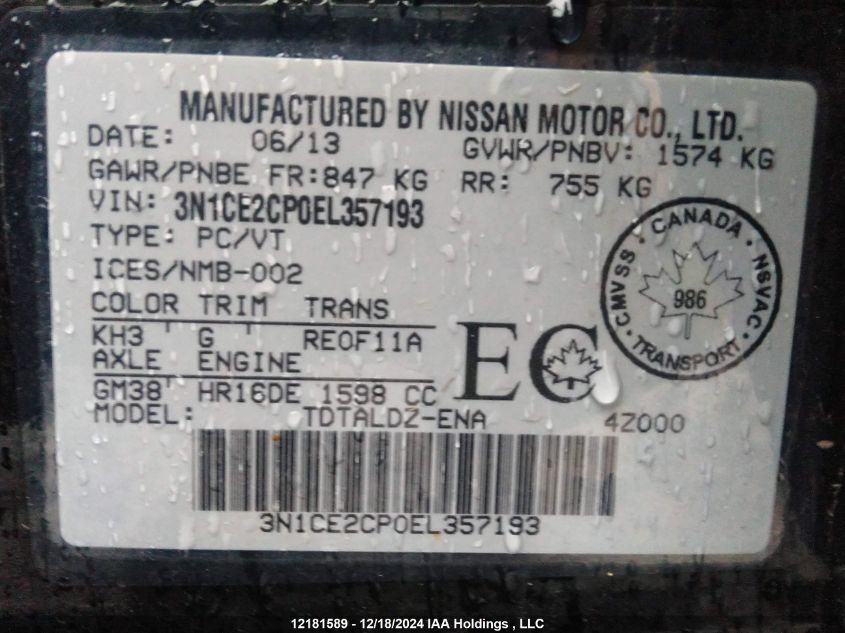 MANUFACTURED BY NISSAN MOTOR CO., LTD.
DATE: 06/13 GVWR/PNBV: 1574 KG
GAWR/PNBE FR:847 KG RR: 755 KG
VIN: 3N1CE2CP0EL357193
TYPE: PC/VT
ICES/NMB-002
COLOR TRIM TRANS
KH3 ' G ' RE0F11A
AXLE ENGINE
GM38' HR16DE 1598 CC
MODEL: TDTALDZ-ENA 4Z000
EC
CANADA · NSVAC · TRANSPORT · CMVSS ·
986
3N1CE2CP0EL357193
12181589 - 12/18/2024 IAA Holdings , LLC